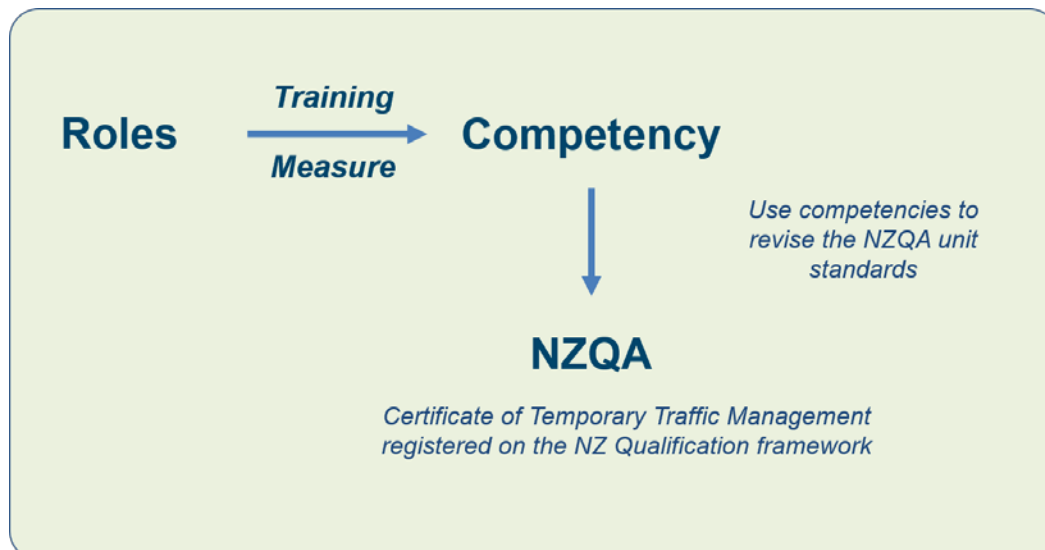 Training
Roles
Competency
Measure
Use competencies to
revise the NZQA unit
standards
NZQA
Certificate of Temporary Traffic Management
registered on the NZ Qualification framework